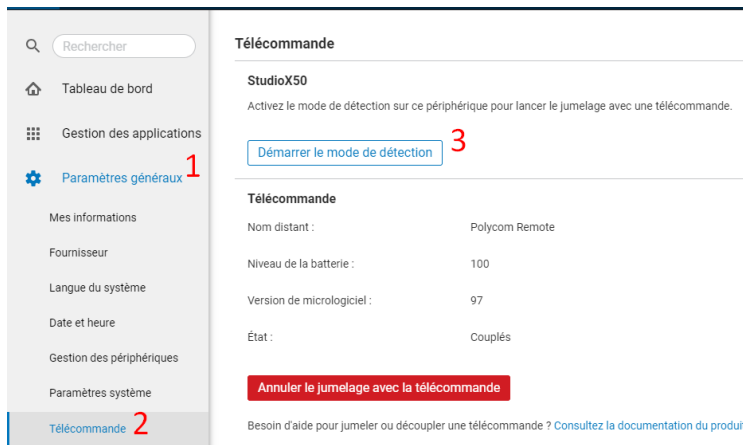 Rechercher
Tableau de bord
Gestion des applications
Paramètres généraux 1
Mes informations
Fournisseur
Langue du système
Date et heure
Gestion des périphériques
Paramètres système
Télécommande 2
Télécommande
StudioX50
Activez le mode de détection sur ce périphérique pour lancer le jumelage avec une télécommande.
Démarrer le mode de détection 3
Télécommande
Nom distant : Polycom Remote
Niveau de la batterie : 100
Version de micrologiciel : 97
État : Couplés
Annuler le jumelage avec la télécommande
Besoin d'aide pour jumeler ou découpler une télécommande ? Consultez la documentation du produi